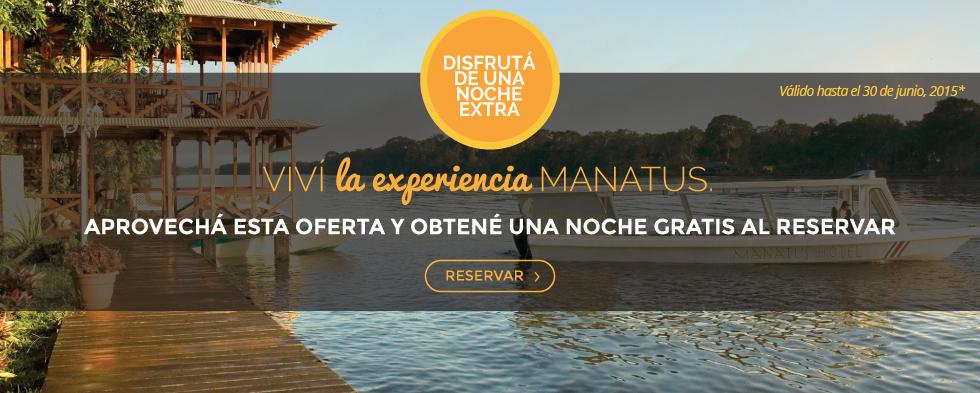 DISFRUTÁ
DE UNA
NOCHE
EXTRA
Válido hasta el 30 de junio, 2015*
VIVÍ la experiencia MANATUS.
APROVECHÁ ESTA OFERTA Y OBTENÉ UNA NOCHE GRATIS AL RESERVAR
MANATUS HOTEL
RESERVAR >